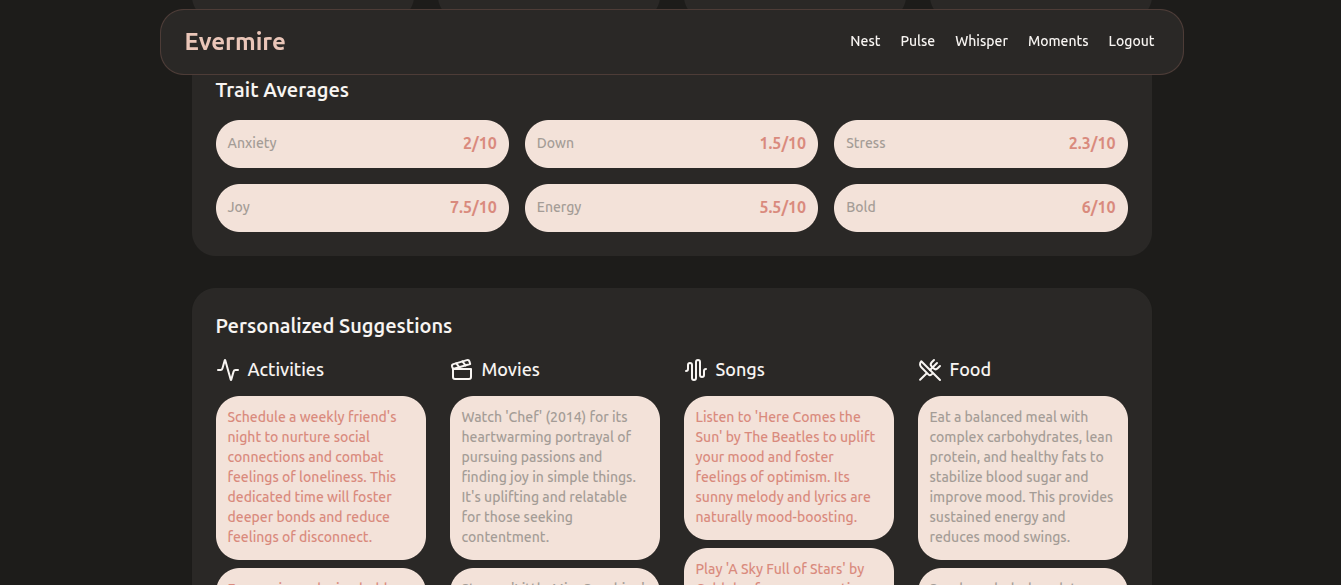 Evermire
Nest Pulse Whisper Moments Logout
Trait Averages
Anxiety 2/10
Down 1.5/10
Stress 2.3/10
Joy 7.5/10
Energy 5.5/10
Bold 6/10
Personalized Suggestions
Activities
Schedule a weekly friend's
night to nurture social
connections and combat
feelings of loneliness. This
dedicated time will foster
deeper bonds and reduce
feelings of disconnect.
Movies
Watch 'Chef' (2014) for its
heartwarming portrayal of
pursuing passions and
finding joy in simple things.
It's uplifting and relatable
for those seeking
contentment.
Songs
Listen to 'Here Comes the
Sun' by The Beatles to uplift
your mood and foster
feelings of optimism. Its
sunny melody and lyrics are
naturally mood-boosting.
Play 'A Sky Full of Stars' by
Food
Eat a balanced meal with
complex carbohydrates, lean
protein, and healthy fats to
stabilize blood sugar and
improve mood. This provides
sustained energy and
reduces mood swings.